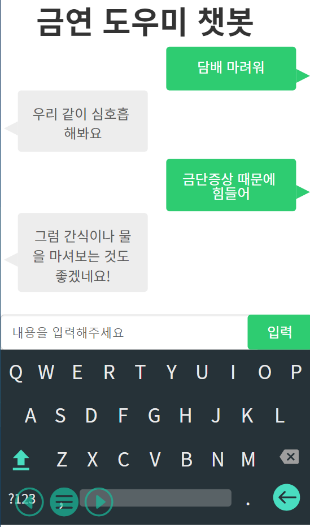 금연 도우미 챗봇
담배 마려워
우리 같이 심호흡
해봐요
금단증상 때문에
힘들어
그럼 간식이나 물
을 마셔보는 것도
좋겠네요!
내용을 입력해주세요
입력
Q W E R T Y U I O P
A S D F G H J K L
Z X C V B N M
?123 , .